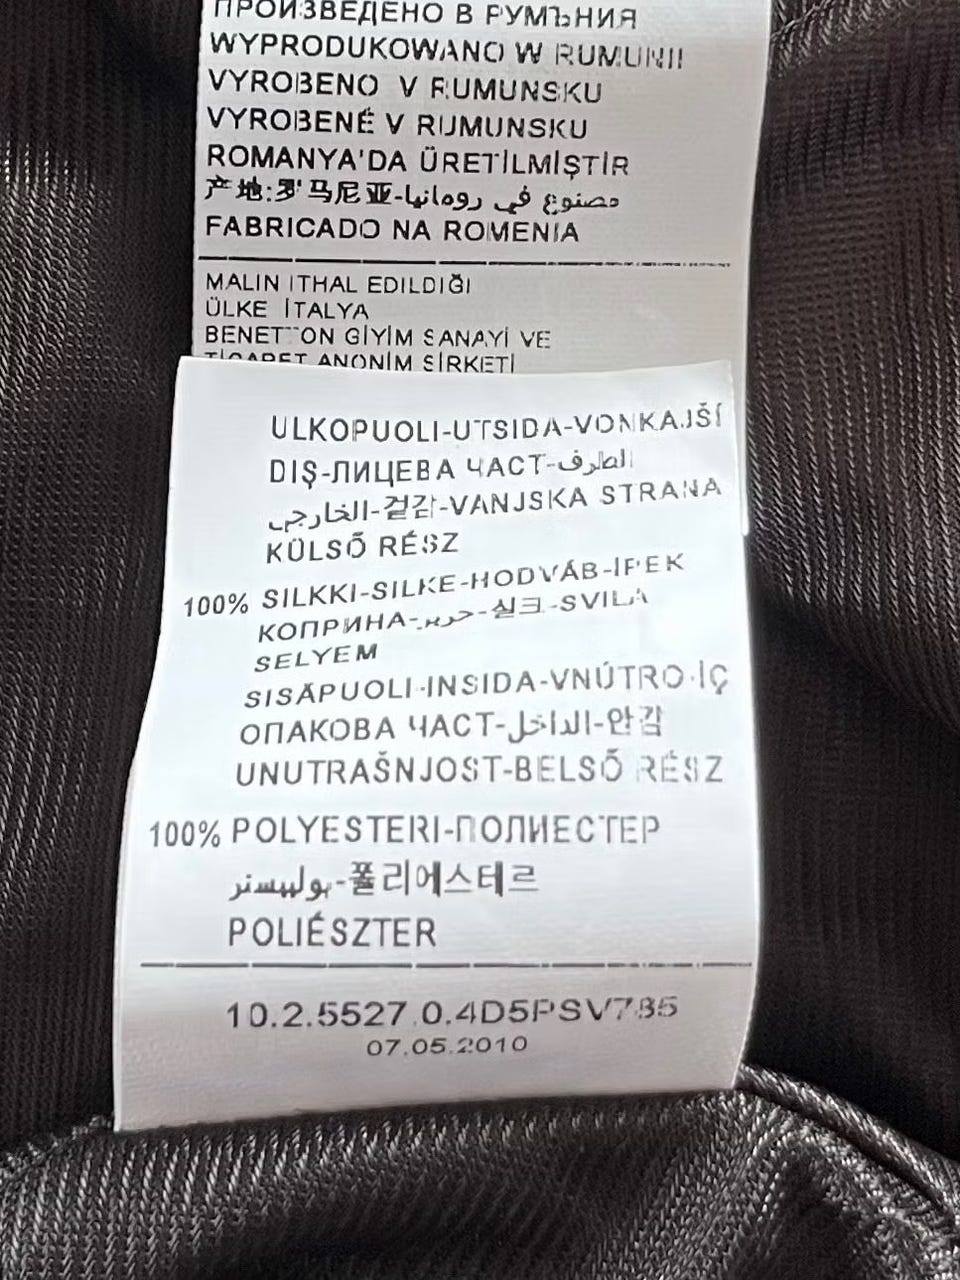 ПРОИЗВЕДЕНО В РУМЪНИЯ
WYPRODUKOWANO W RUMUNII
VYROBENO V RUMUNSKU
VYROBENÉ V RUMUNSKU
ROMANYA'DA ÜRETİLMİŞTİR
产地:罗马尼亚-مصنوع في رومانيا
FABRICADO NA ROMENIA
MALIN ITHAL EDILDIĞI
ÜLKE İTALYA
BENETTON GİYİM SANAYİ VE
TİCARET ANONİM SİRKETİ
ULKOPUOLI-UTSIDA-VONKAJŠÍ
DIŞ-ЛИЦЕВА ЧАСТ-الطرف
الخارجي-겉감-VANJSKA STRANA
KÜLSŐ RÉSZ
100% SILKKI-SILKE-HODVÁB-İPEK
КОПРИНА-حرير-실크-SVILA
SELYEM
SISÄPUOLI-INSIDA-VNÚTRO-İÇ
ОПАКОВА ЧАСТ-الداخل-안감
UNUTRAŠNJOST-BELSŐ RÉSZ
100% POLYESTERI-ПОЛИЕСТЕР
بوليستر-폴리에스테르
POLIÉSZTER
10.2.5527.0.4D5PSV785
07.05.2010